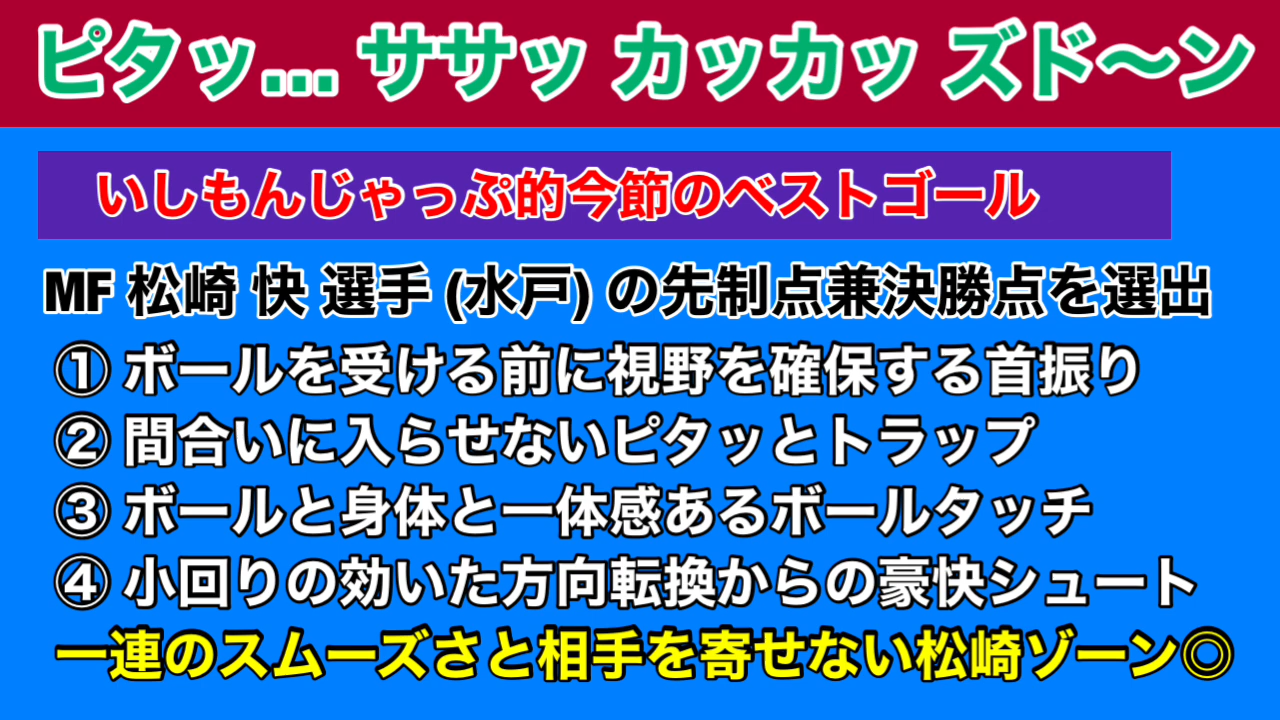 ピタッ... ササッ カッカッ ズド〜ン
いしもんじゃっぷ的今節のベストゴール
MF 松崎 快 選手 (水戸) の先制点兼決勝点を選出
① ボールを受ける前に視野を確保する首振り
② 間合いに入らせないピタッとトラップ
③ ボールと身体と一体感あるボールタッチ
④ 小回りの効いた方向転換からの豪快シュート
一連のスムーズさと相手を寄せない松崎ゾーン◎